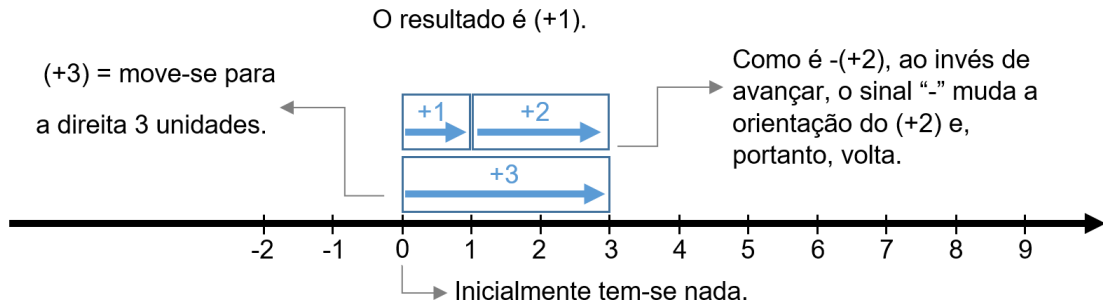 O resultado é (+1).
(+3) = move-se para
a direita 3 unidades.
Como é -(+2), ao invés de
avançar, o sinal “-” muda a
orientação do (+2) e,
portanto, volta.
+1 +2
+3
-2 -1 0 1 2 3 4 5 6 7 8 9
Inicialmente tem-se nada.